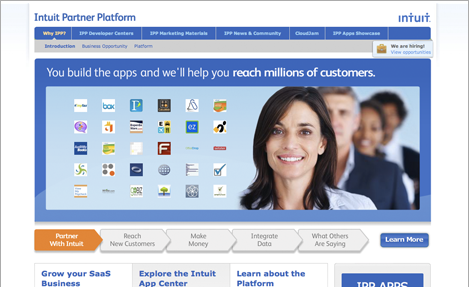 Intuit Partner Platform
INTUIT
Why IPP? IPP Developer Centers IPP Marketing Materials IPP News & Community CloudJam IPP Apps Showcase
Introduction Business Opportunity Platform
We are hiring!
View opportunities
You build the apps and we'll help you reach millions of customers.
box
ez
Partner
With Intuit
Reach
New Customers
Make
Money
Integrate
Data
What Others
Are Saying
Learn More
Grow your SaaS
Business
Explore the Intuit
App Center
Learn about the
Platform
IPP APPS